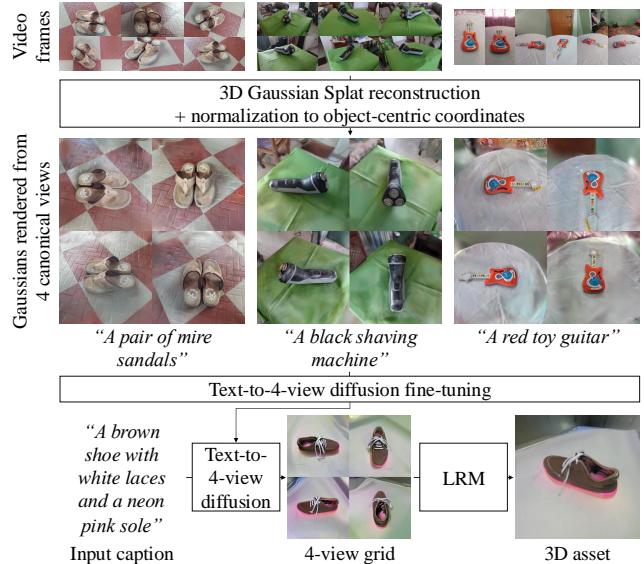 Video
frames
3D Gaussian Splat reconstruction
+ normalization to object-centric coordinates
Gaussians rendered from
4 canonical views
“A pair of mire
sandals”
“A black shaving
machine”
“A red toy guitar”
Text-to-4-view diffusion fine-tuning
“A brown
shoe with
white laces
and a neon
pink sole”
Text-to-
4-view
diffusion
LRM
Input caption
4-view grid
3D asset